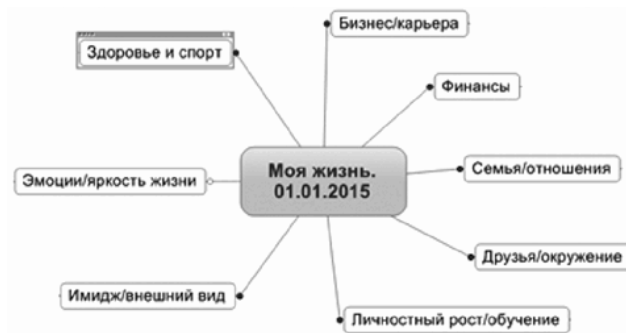 Бизнес/карьера
Здоровье и спорт
Финансы
Моя жизнь.
01.01.2015
Семья/отношения
Эмоции/яркость жизни
Друзья/окружение
Имидж/внешний вид
Личностный рост/обучение